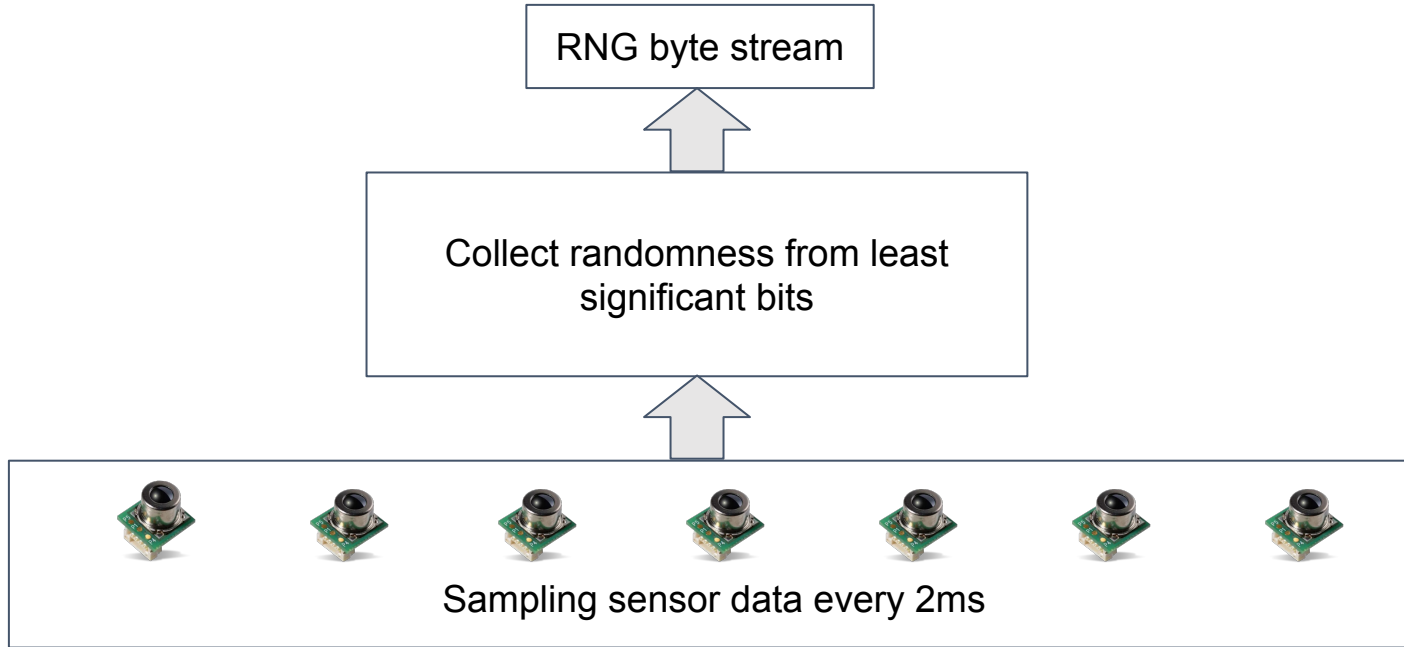 RNG byte stream
Collect randomness from least
significant bits
Sampling sensor data every 2ms